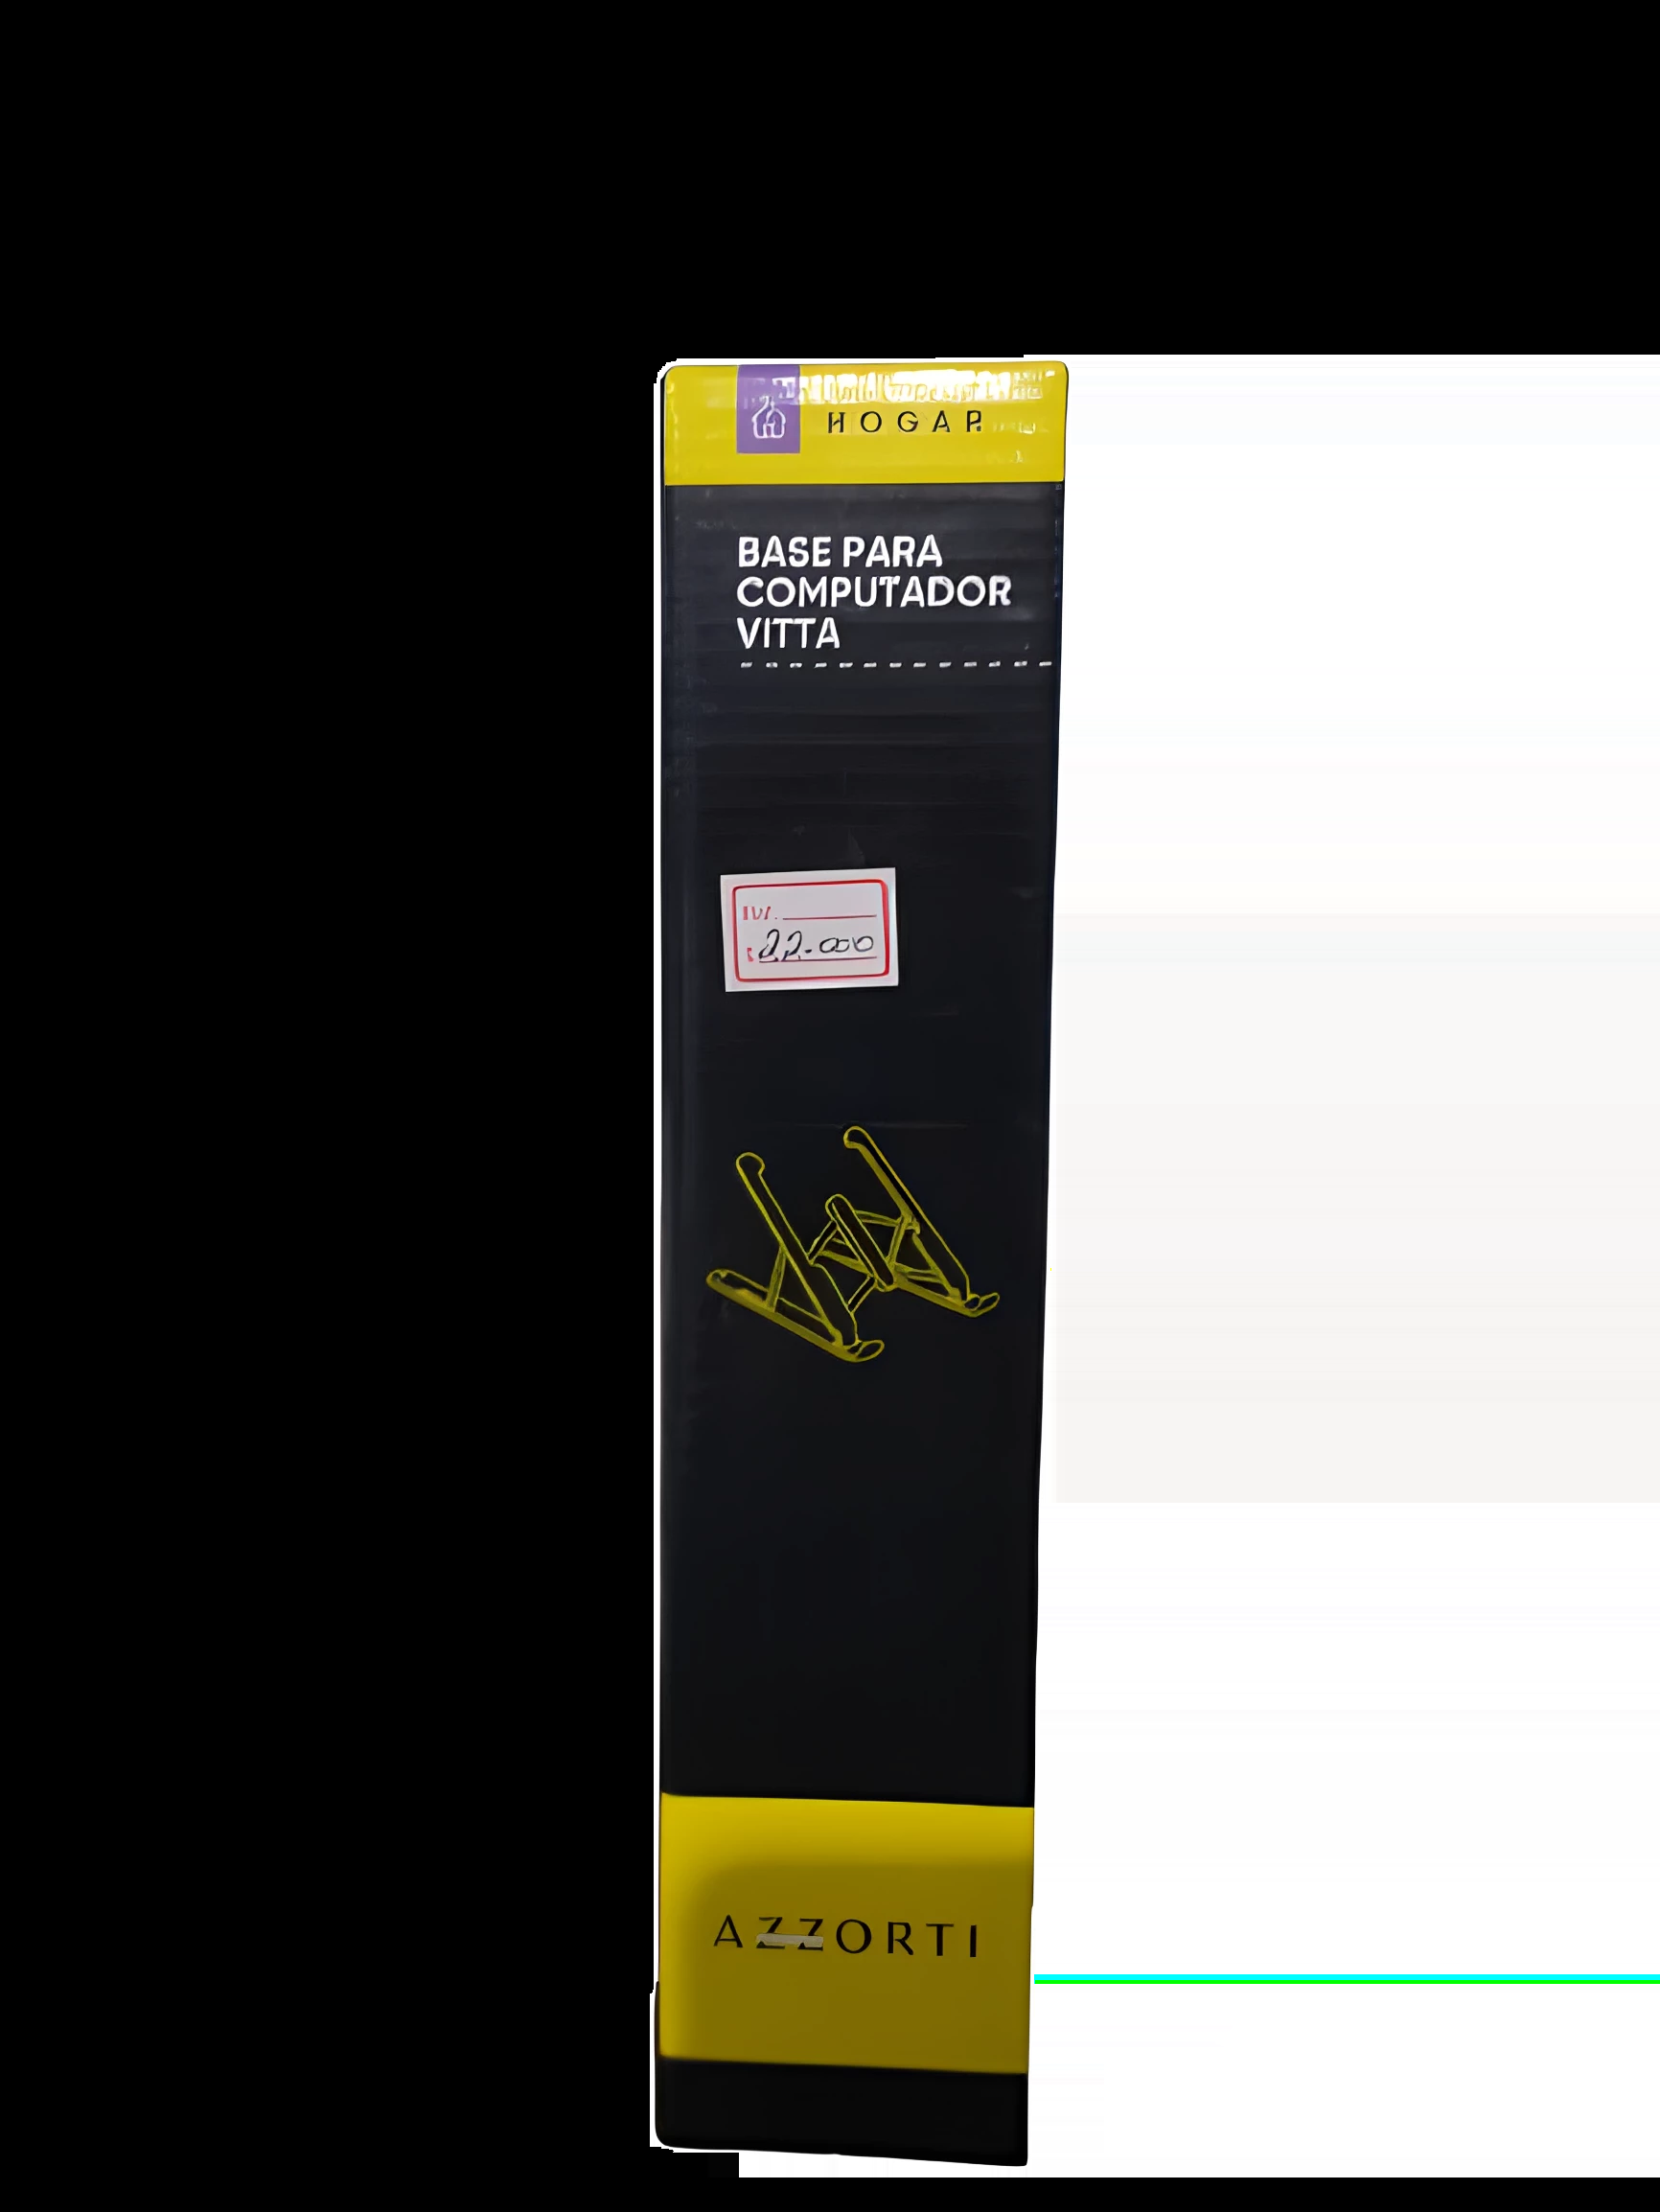 HOGAR
BASE PARA
COMPUTADOR
VITTA
$ 22.000
AZZORTI